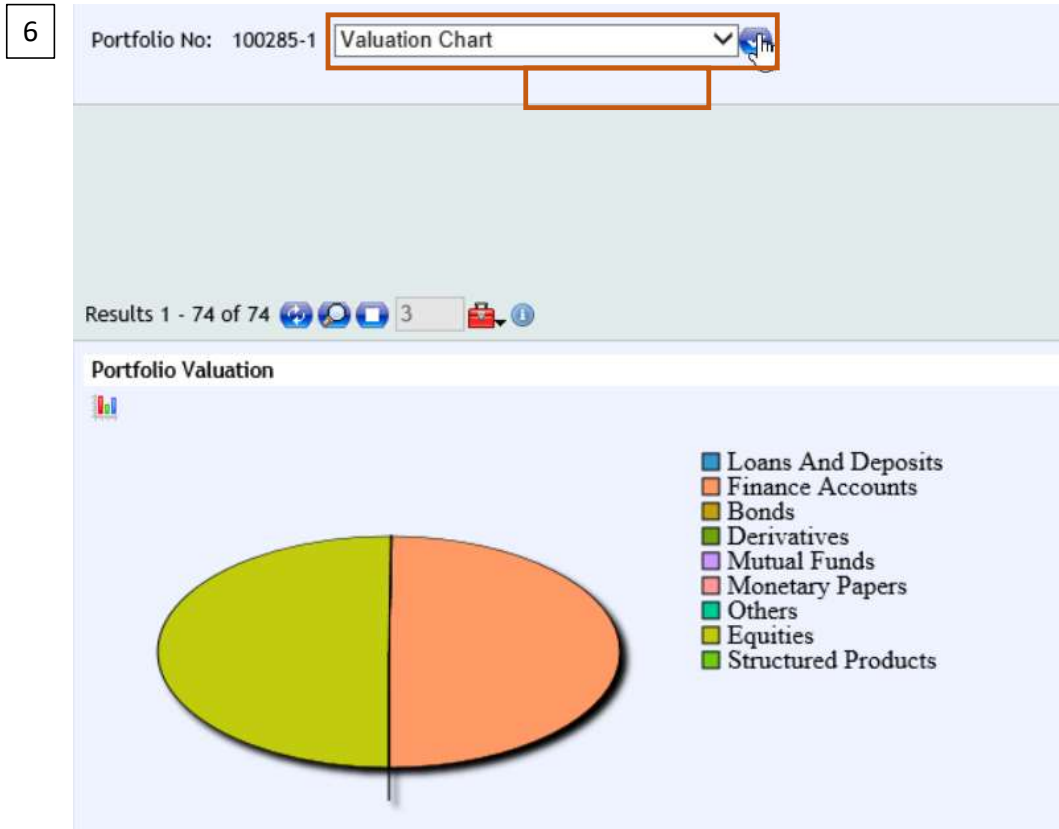 6
Portfolio No: 100285-1 Valuation Chart
Results 1 - 74 of 74 3
Portfolio Valuation
Loans And Deposits
Finance Accounts
Bonds
Derivatives
Mutual Funds
Monetary Papers
Others
Equities
Structured Products